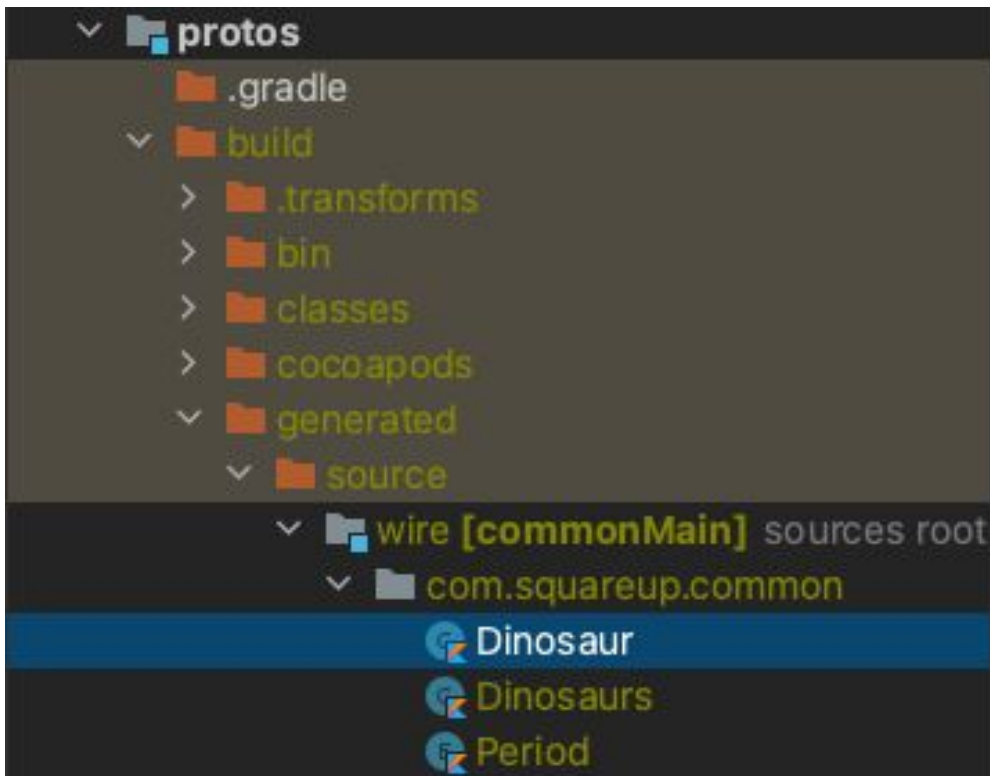 protos
.gradle
build
.transforms
bin
classes
cocoapods
generated
source
wire [commonMain] sources root
com.squareup.common
Dinosaur
Dinosaurs
Period